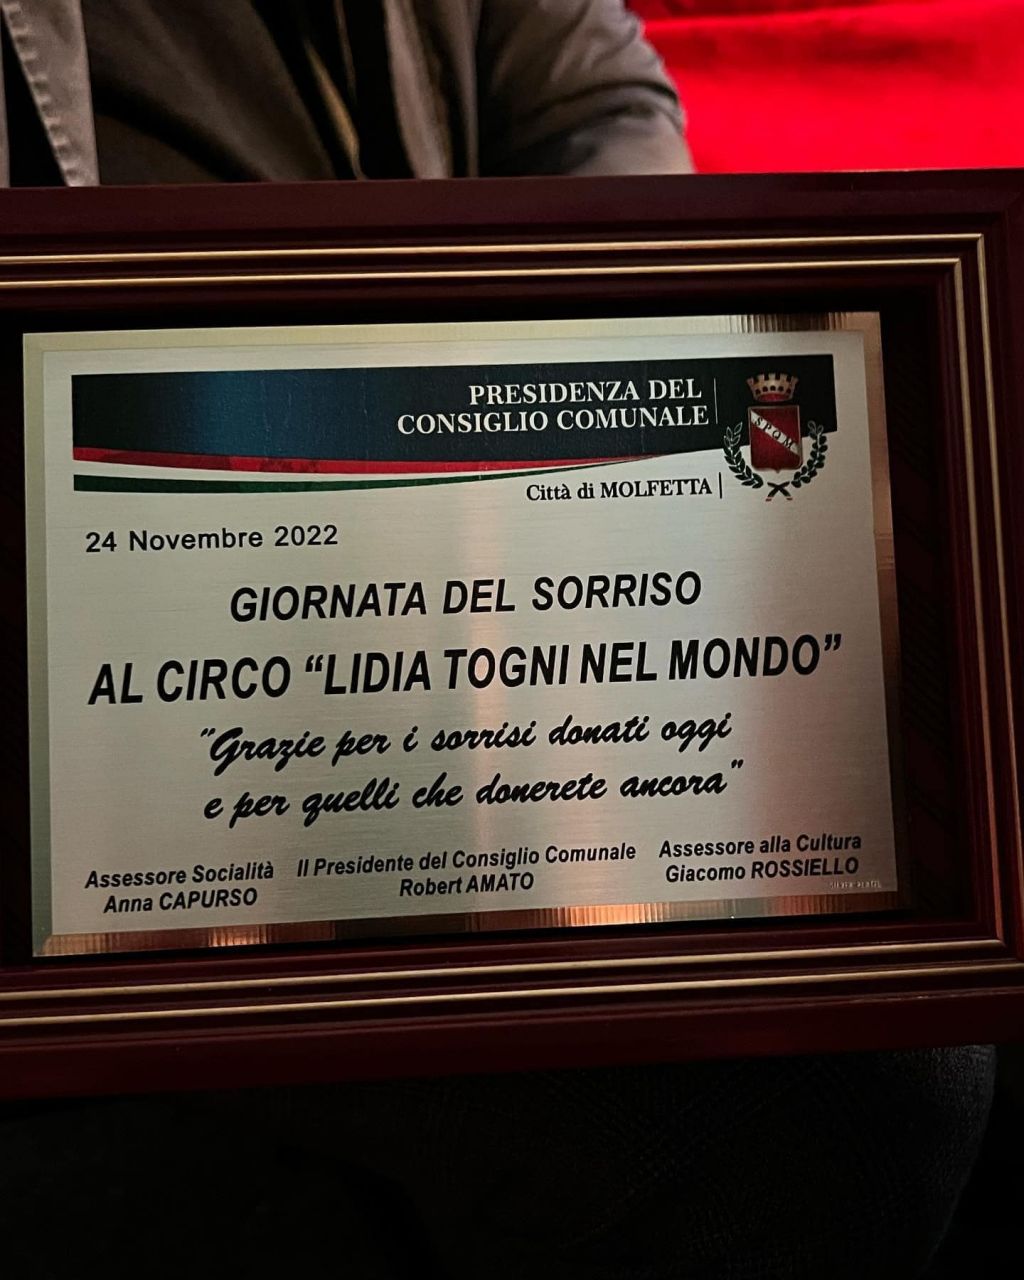 PRESIDENZA DEL
CONSIGLIO COMUNALE
SPQM
Città di MOLFETTA
24 Novembre 2022
GIORNATA DEL SORRISO
AL CIRCO “LIDIA TOGNI NEL MONDO”
"Grazie per i sorrisi donati oggi
e per quelli che donerete ancora"
Assessore Socialità
Anna CAPURSO
Il Presidente del Consiglio Comunale
Robert AMATO
Assessore alla Cultura
Giacomo ROSSIELLO